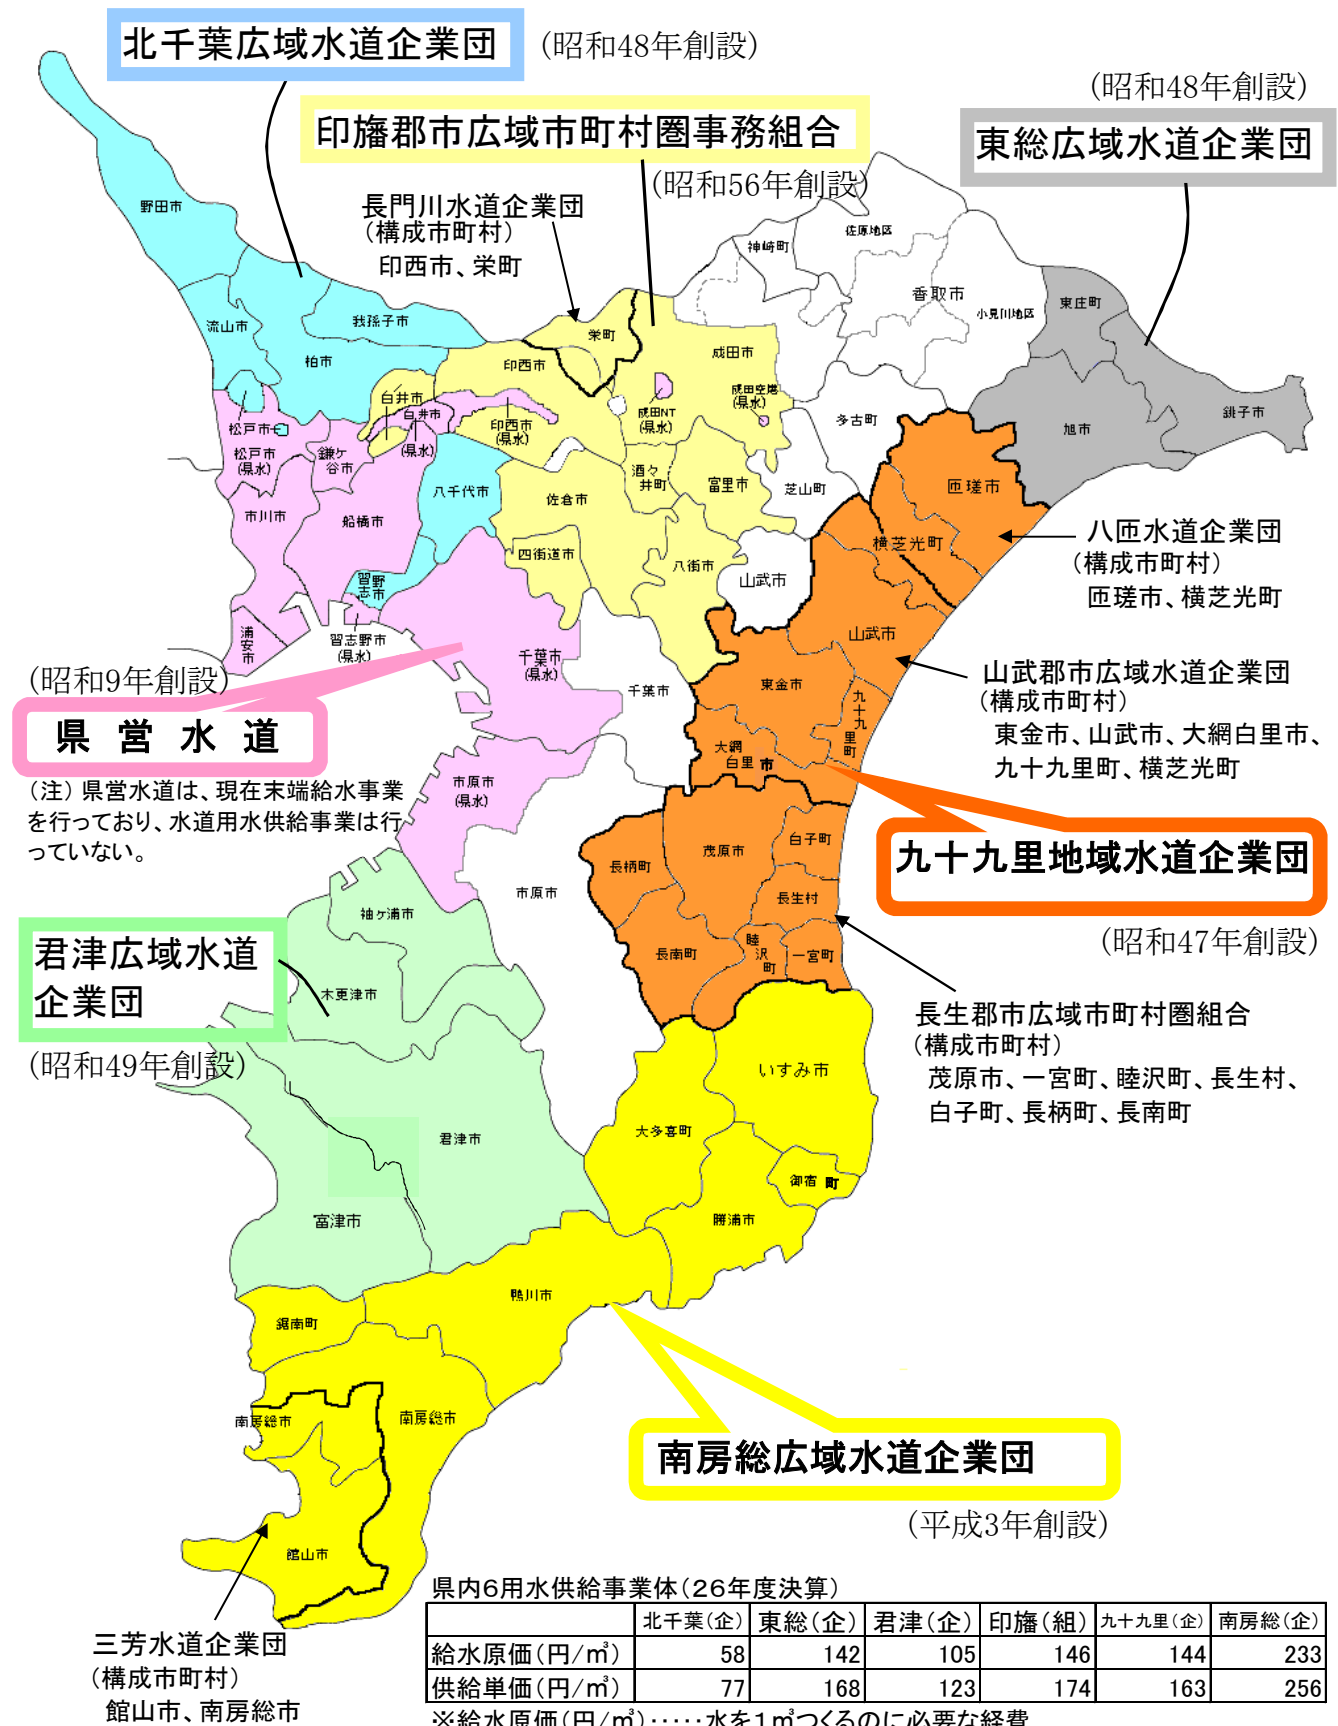 北千葉広域水道企業団
(昭和48年創設)
(昭和48年創設)
印旛郡市広域市町村圏事務組合
東総広域水道企業団
(昭和56年創設)
長門川水道企業団
(構成市町村)
印西市、栄町
野田市
佐原地区
神崎町
香取市
小見川地区
東庄町
流山市
我孫子市
栄町
成田市
柏市
印西市
白井市
成田空港
(県水)
成田NT
(県水)
白井市
(県水)
印西市
(県水)
多古町
銚子市
旭市
松戸市
松戸市
(県水)
鎌ケ
谷市
酒々
井町
富里市
芝山町
匝瑳市
八千代市
佐倉市
市川市
船橋市
四街道市
八街市
横芝光町
山武市
八匝水道企業団
(構成市町村)
匝瑳市、横芝光町
習野
志市
浦
安
市
習志野市
(県水)
千葉市
(県水)
千葉市
山武市
東金市
九
十
九
里
町
山武郡市広域水道企業団
(構成市町村)
東金市、山武市、大網白里市、
九十九里町、横芝光町
(昭和9年創設)
県営水道
(注)県営水道は、現在末端給水事業
を行っており、水道用水供給事業は行
っていない。
大網
白里市
市原市
(県水)
白子町
茂原市
長柄町
九十九里地域水道企業団
(昭和47年創設)
市原市
長生村
袖ヶ浦市
長南町
睦
沢
町
一宮町
君津広域水道
企業団
(昭和49年創設)
木更津市
長生郡市広域市町村圏組合
(構成市町村)
茂原市、一宮町、睦沢町、長生村、
白子町、長柄町、長南町
いすみ市
大多喜町
君津市
御宿町
富津市
勝浦市
鴨川市
鋸南町
南房総市
南房総市
南房総広域水道企業団
(平成3年創設)
館山市
三芳水道企業団
(構成市町村)
館山市、南房総市
県内6用水供給事業体(26年度決算)
北千葉(企) 東総(企) 君津(企) 印旛(組) 九十九里(企) 南房総(企)
給水原価(円/㎥) 58 142 105 146 144 233
供給単価(円/㎥) 77 168 123 174 163 256
※給水原価(円/㎥)‥‥‥水を1㎥つくるのに必要な経費